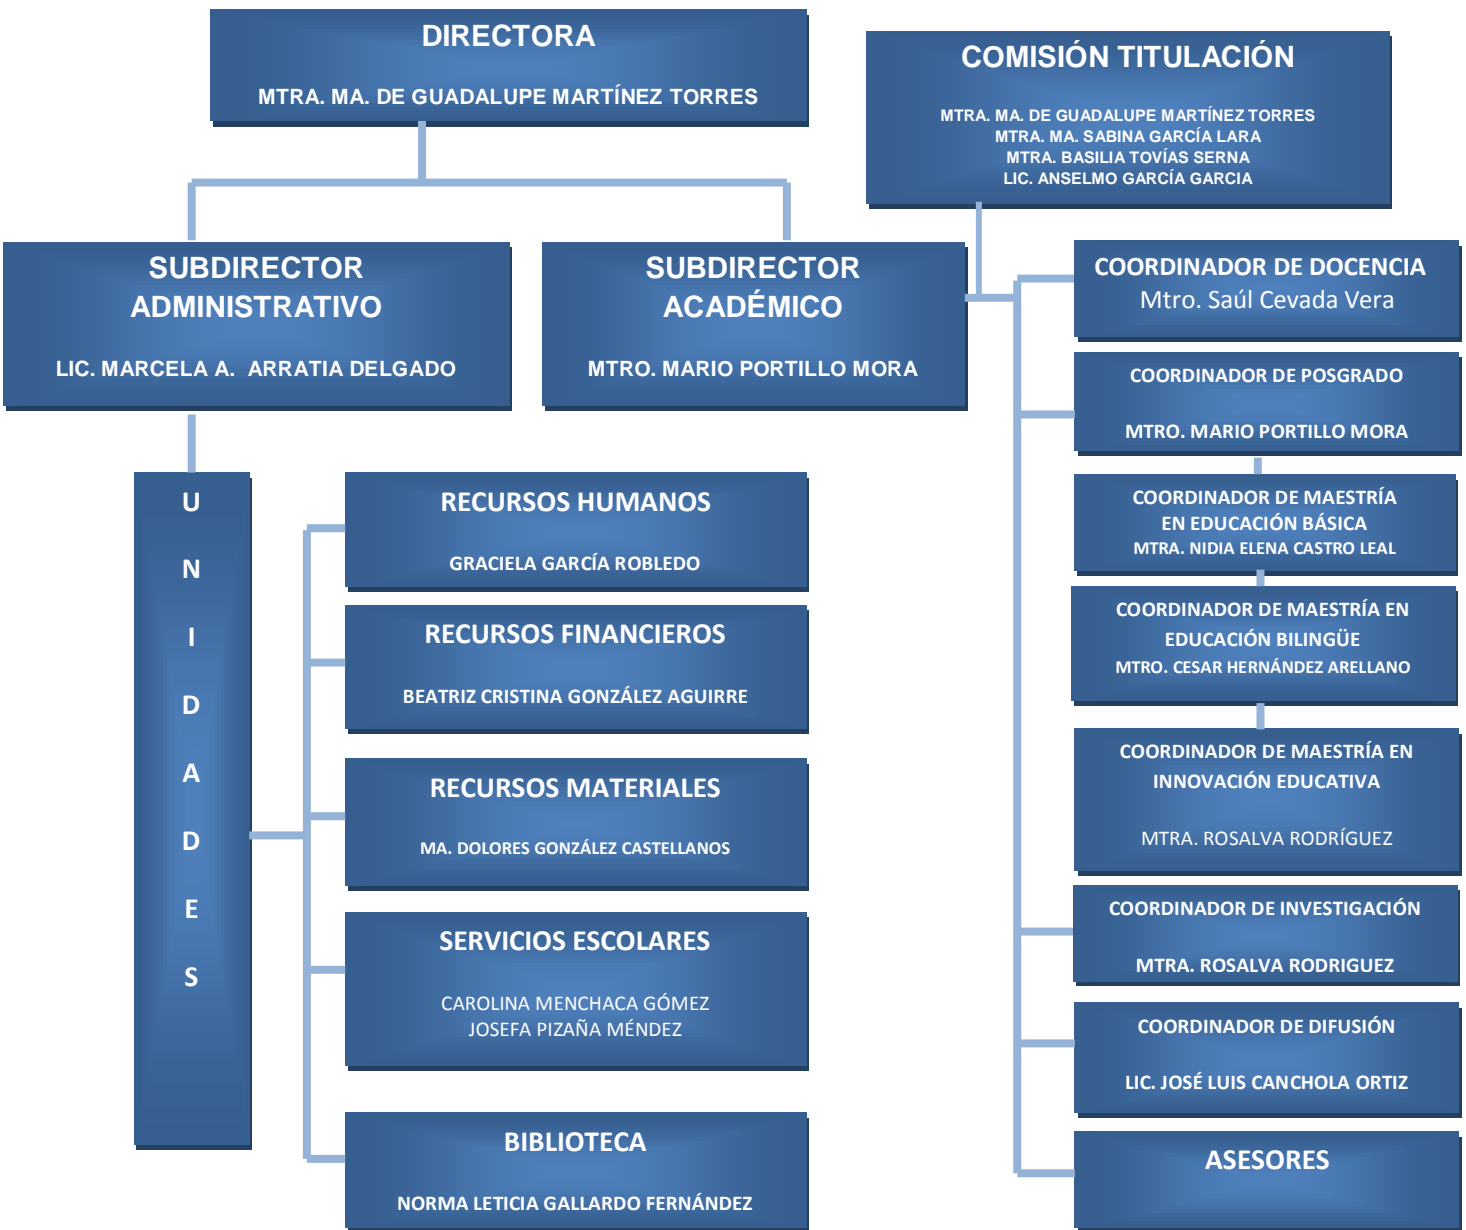 DIRECTORA
MTRA. MA. DE GUADALUPE MARTÍNEZ TORRES
COMISIÓN TITULACIÓN
MTRA. MA. DE GUADALUPE MARTÍNEZ TORRES
MTRA. MA. SABINA GARCÍA LARA
MTRA. BASILIA TOVÍAS SERNA
LIC. ANSELMO GARCÍA GARCIA
SUBDIRECTOR
ADMINISTRATIVO
LIC. MARCELA A. ARRATIA DELGADO
SUBDIRECTOR
ACADÉMICO
MTRO. MARIO PORTILLO MORA
COORDINADOR DE DOCENCIA
Mtro. Saúl Cevada Vera
COORDINADOR DE POSGRADO
MTRO. MARIO PORTILLO MORA
COORDINADOR DE MAESTRÍA
EN EDUCACIÓN BÁSICA
MTRA. NIDIA ELENA CASTRO LEAL
COORDINADOR DE MAESTRÍA EN
EDUCACIÓN BILINGÜE
MTRO. CESAR HERNÁNDEZ ARELLANO
COORDINADOR DE MAESTRÍA EN
INNOVACIÓN EDUCATIVA
MTRA. ROSALVA RODRÍGUEZ
COORDINADOR DE INVESTIGACIÓN
MTRA. ROSALVA RODRIGUEZ
COORDINADOR DE DIFUSIÓN
LIC. JOSÉ LUIS CANCHOLA ORTIZ
ASESORES
U
N
I
D
A
D
E
S
RECURSOS HUMANOS
GRACIELA GARCÍA ROBLEDO
RECURSOS FINANCIEROS
BEATRIZ CRISTINA GONZÁLEZ AGUIRRE
RECURSOS MATERIALES
MA. DOLORES GONZÁLEZ CASTELLANOS
SERVICIOS ESCOLARES
CAROLINA MENCHACA GÓMEZ
JOSEFA PIZAÑA MÉNDEZ
BIBLIOTECA
NORMA LETICIA GALLARDO FERNÁNDEZ